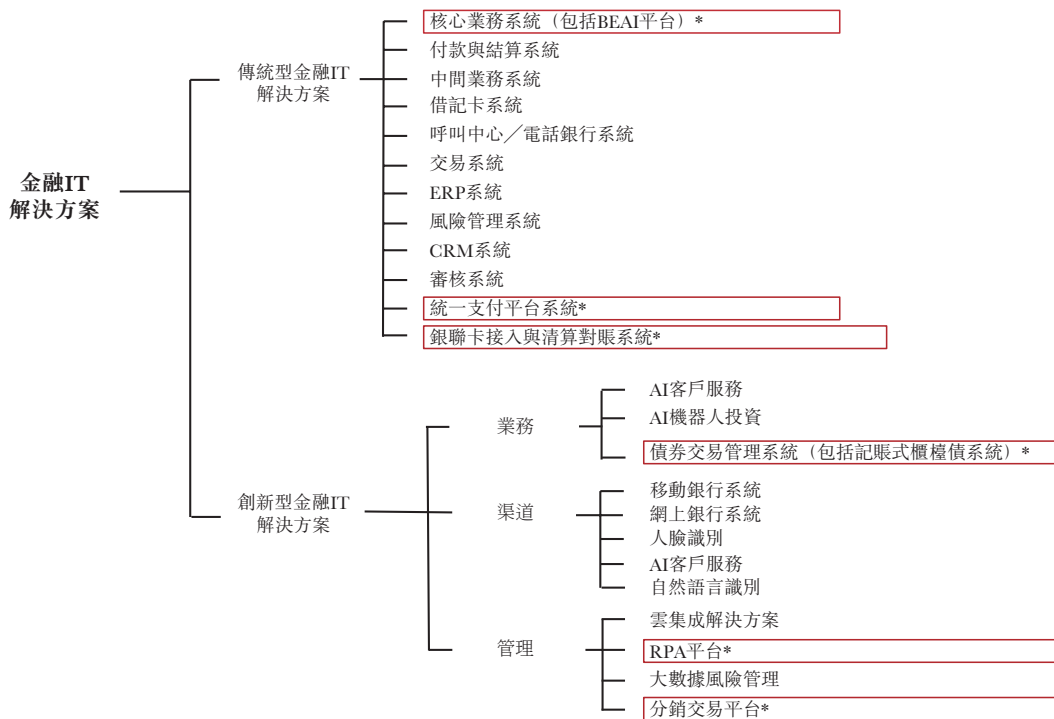 核心業務系統（包括BEAI平台）*
付款與結算系統
傳統型金融IT
解決方案
中間業務系統
借記卡系統
呼叫中心／電話銀行系統
交易系統
金融IT
解決方案
ERP系統
風險管理系統
CRM系統
審核系統
統一支付平台系統*
銀聯卡接入與清算對賬系統*
創新型金融IT
解決方案
業務
AI客戶服務
AI機器人投資
債券交易管理系統（包括記賬式櫃檯債系統）*
渠道
移動銀行系統
網上銀行系統
人臉識別
AI客戶服務
自然語言識別
管理
雲集成解決方案
RPA平台*
大數據風險管理
分銷交易平台*